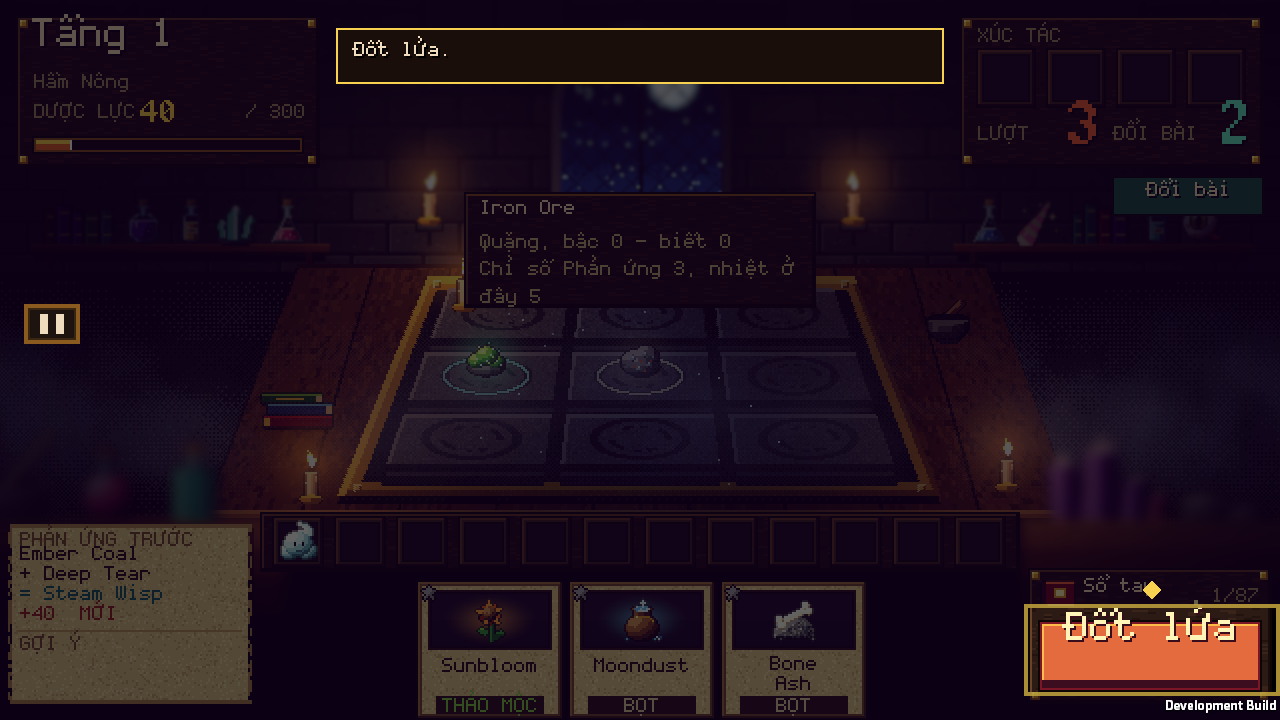 Tầng 1
Hầm Nông
DƯỢC LỰC 40 / 300
Đốt lửa.
XÚC TÁC
LƯỢT 3 ĐỔI BÀI 2
Đổi bài
Iron Ore
Quặng, bậc 0 – biết 0
Chỉ số Phản ứng 3, nhiệt ở
đây 5
PHẢN ỨNG TRƯỚC
Ember Coal
+ Deep Tear
= Steam Wisp
+40 MỚI
GỢI Ý
Sunbloom
THẢO MỘC
Moondust
BỘT
Bone
Ash
BỘT
Sổ tay
1/87
Đốt lửa
Development Build